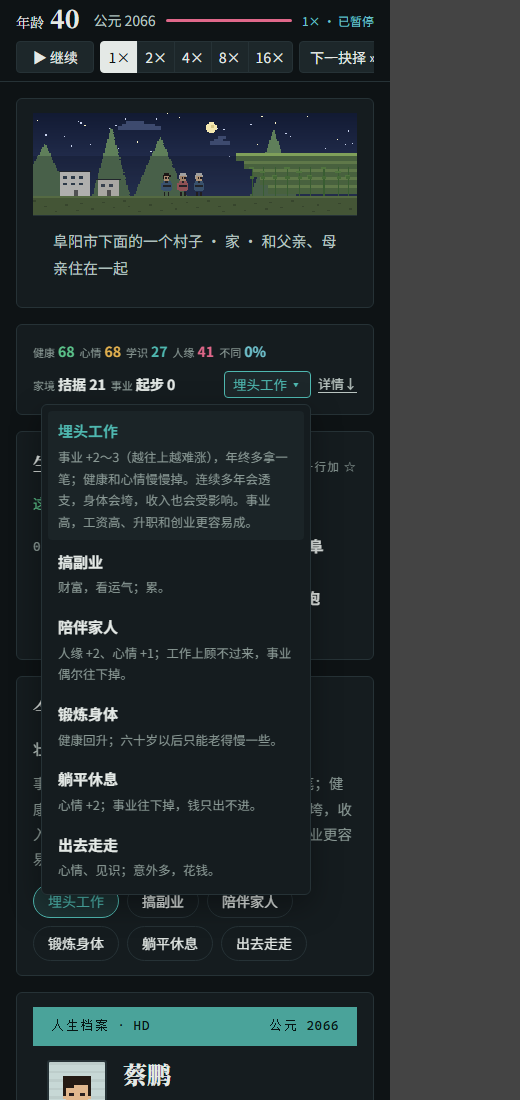 年龄 40 公元 2066 1× · 已暂停
▶ 继续 1× 2× 4× 8× 16× 下一抉择 »
阜阳市下面的一个村子 · 家 · 和父亲、母
亲住在一起
健康 68 心情 68 学识 27 人缘 41 不同 0%
家境 拮据 21 事业 起步 0 埋头工作 ▾ 详情↓
埋头工作
行加 ☆
事业 +2～3（越往上越难涨），年终多拿一
笔；健康和心情慢慢掉。连续多年会透
支，身体会垮，收入也会受影响。事业
高，工资高、升职和创业更容易成。
0
阜
搞副业
财富，看运气；累。
陪伴家人
人缘 +2、心情 +1；工作上顾不过来，事业
偶尔往下掉。
锻炼身体
健康回升；六十岁以后只能老得慢一些。
躺平休息
心情 +2；事业往下掉，钱只出不进。
；健
垮，收
业更容
出去走走
心情、见识；意外多，花钱。
埋头工作 搞副业 陪伴家人
锻炼身体 躺平休息 出去走走
人生档案 · HD 公元 2066
蔡鹏